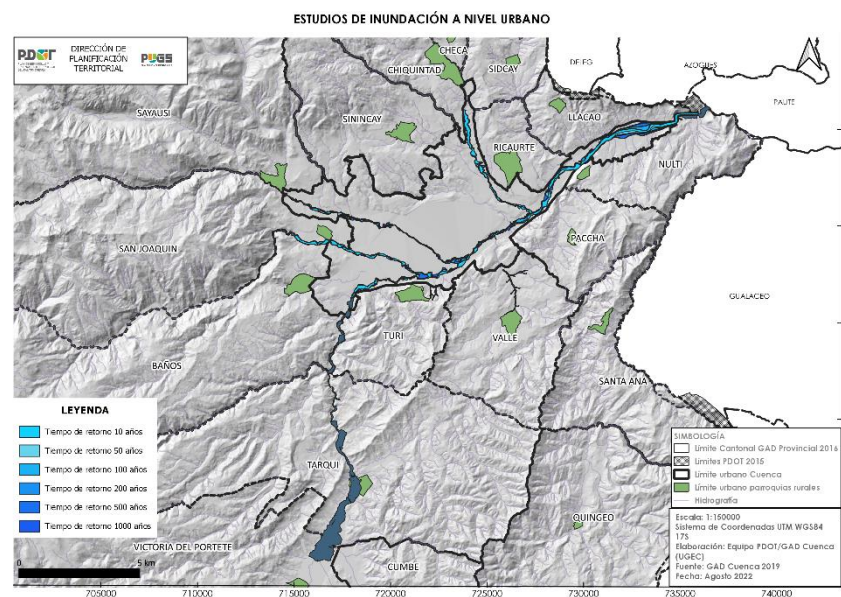 ESTUDIOS DE INUNDACIÓN A NIVEL URBANO
PDOT
DIRECCIÓN DE
PLANIFICACIÓN
TERRITORIAL
PUGS
CHECA
CHIQUINTAD
SIDCAY
DELEG
AZOGUES
PAUTE
SAYAUSI
SININCAY
LLACAO
RICAURTE
NULTI
SAN JOAQUIN
PACCHA
GUALACEO
TURI
VALLE
BAÑOS
SANTA ANA
TARQUI
QUINGEO
VICTORIA DEL PORTETE
CUMBE
LEYENDA
Tiempo de retorno 10 años
Tiempo de retorno 50 años
Tiempo de retorno 100 años
Tiempo de retorno 200 años
Tiempo de retorno 500 años
Tiempo de retorno 1000 años
SIMBOLOGÍA
Límite Cantonal GAD Provincial 2016
Límites PDOT 2015
Límite urbano Cuenca
Límite urbano parroquias rurales
Hidrografía
Escala: 1:150000
Sistema de Coordenadas UTM WGS84
17S
Elaboración: Equipo PDOT/GAD Cuenca
(UGEC)
Fuente: GAD Cuenca 2019
Fecha: Agosto 2022
0 5 km
705000 710000 715000 720000 725000 730000 735000 740000